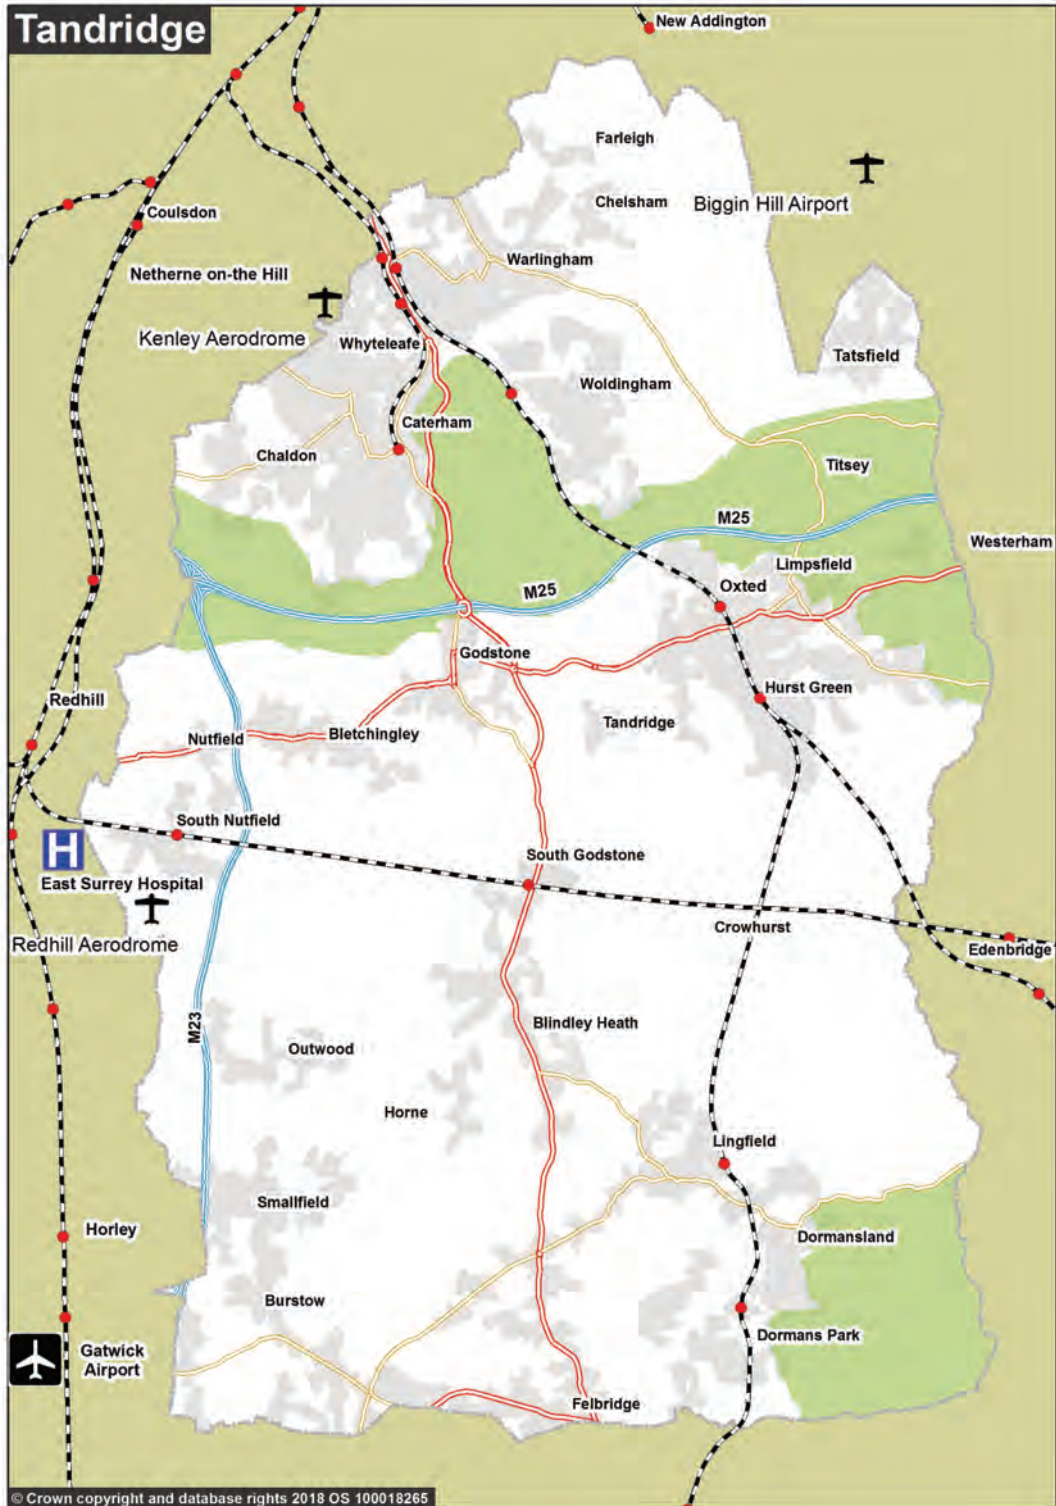 Tandridge
New Addington
Farleigh
Chelsham
Biggin Hill Airport
Coulsdon
Warlingham
Netherne on-the Hill
Kenley Aerodrome
Whyteleafe
Tatsfield
Woldingham
Caterham
Chaldon
Titsey
M25
Westerham
Limpsfield
M25
Oxted
Godstone
Hurst Green
Redhill
Tandridge
Bletchingley
Nutfield
South Nutfield
H
South Godstone
East Surrey Hospital
Crowhurst
Redhill Aerodrome
Edenbridge
M23
Blindley Heath
Outwood
Horne
Lingfield
Smallfield
Horley
Dormansland
Burstow
Dormans Park
Gatwick
Airport
Felbridge
© Crown copyright and database rights 2018 OS 100018265